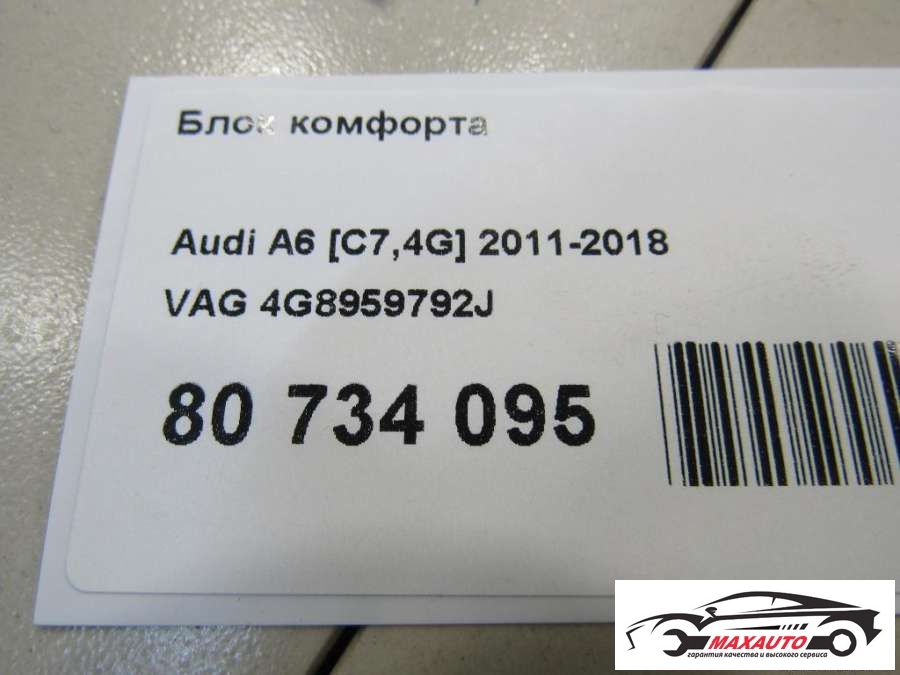 Блок комфорта
Audi A6 [C7,4G] 2011-2018
VAG 4G8959792J
80 734 095
MAXAUTO
гарантия качества и высокого сервиса